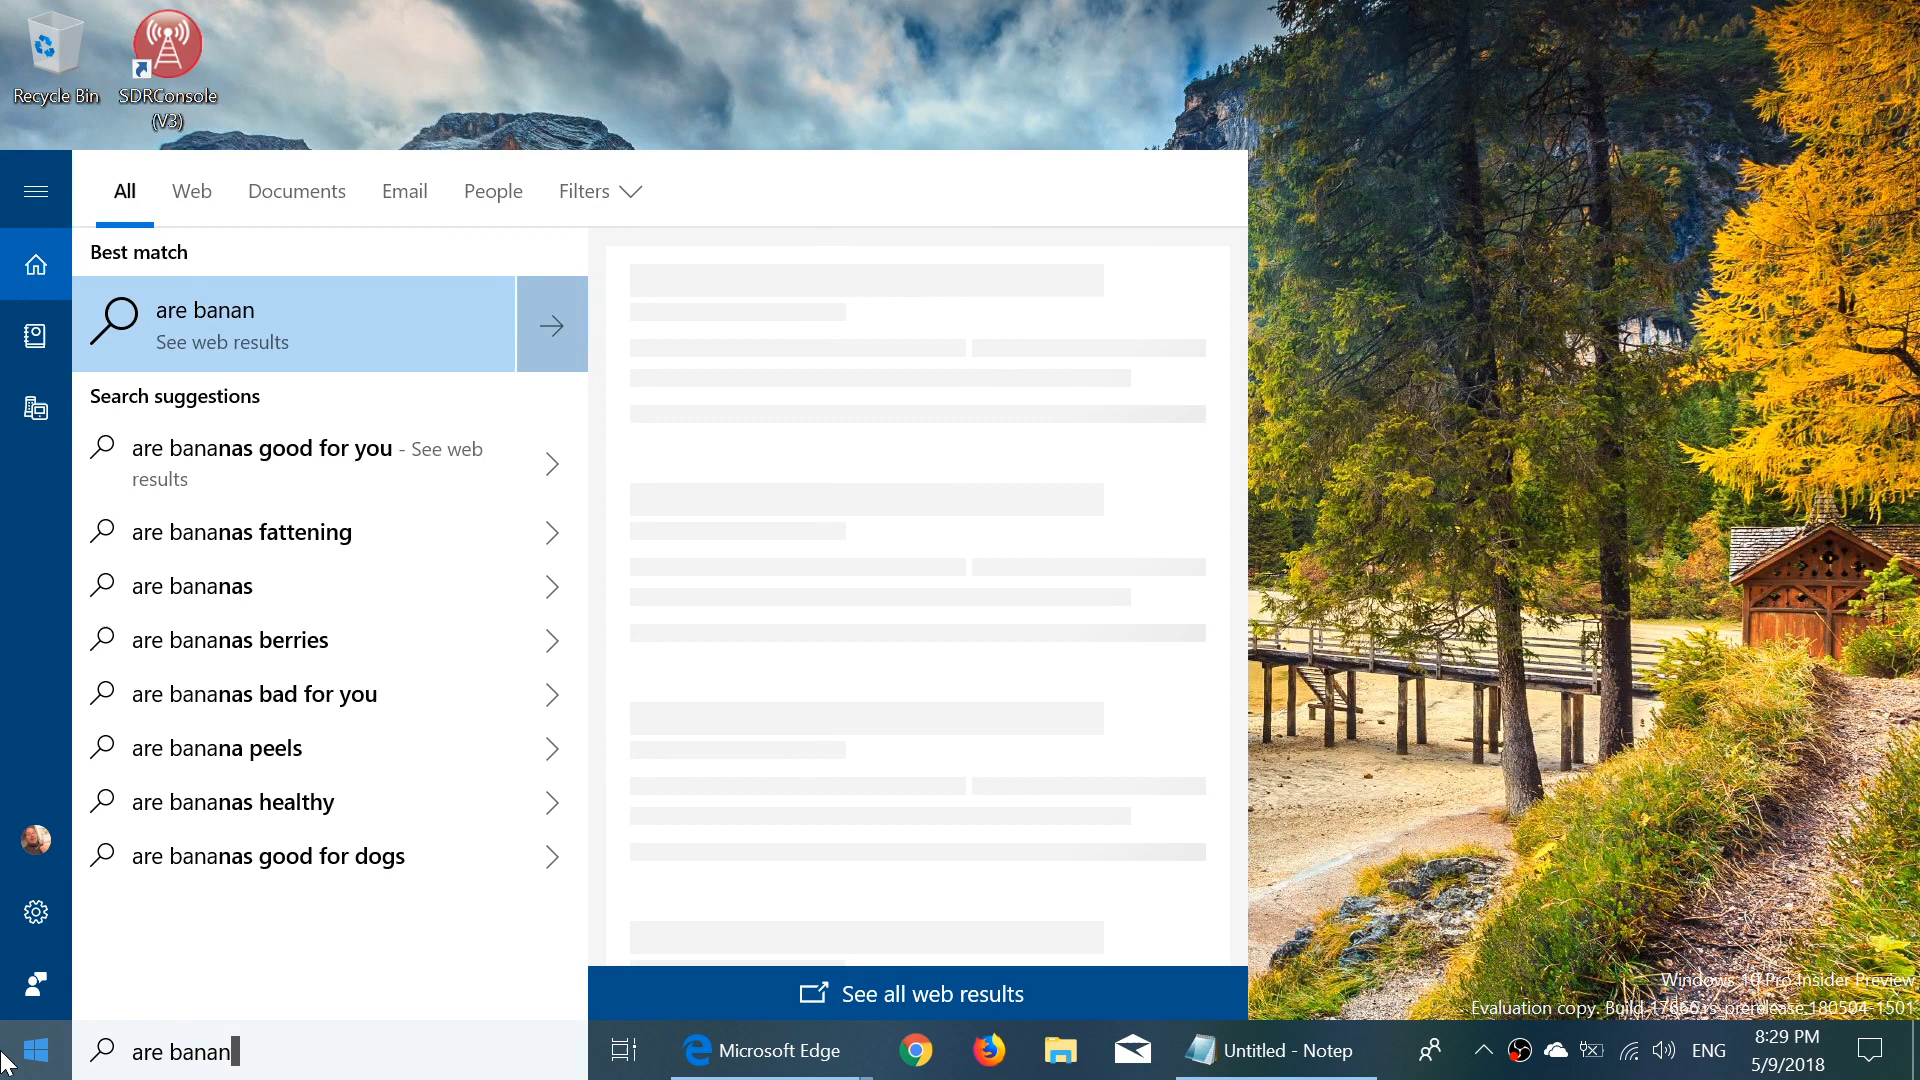 Recycle Bin
SDRConsole
(V3)
All Web Documents Email People Filters
Best match
are banan
See web results
Search suggestions
are bananas good for you - See web
results
are bananas fattening
are bananas
are bananas berries
are bananas bad for you
are banana peels
are bananas healthy
are bananas good for dogs
See all web results
Windows 10 Pro Insider Preview
Evaluation copy. Build 17666.rs_prerelease.180504-1501
are banan
Microsoft Edge
Untitled - Notep
ENG
8:29 PM
5/9/2018